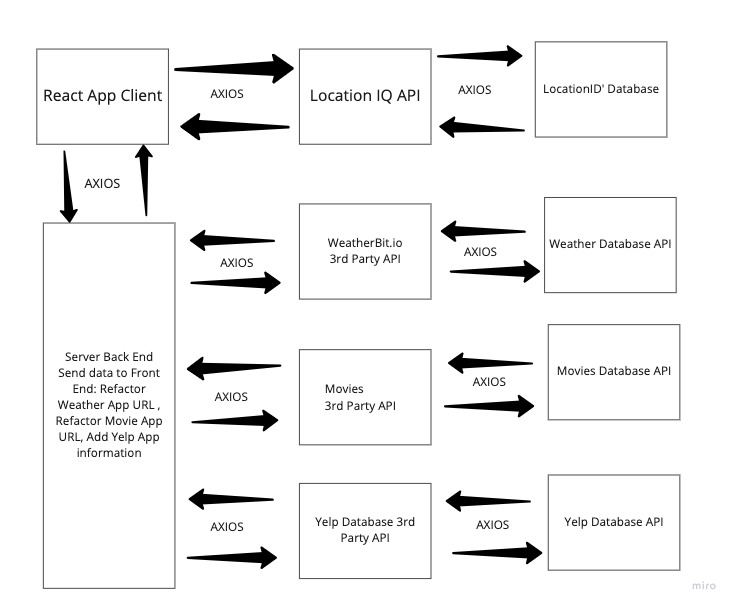 React App Client
AXIOS
Location IQ API
AXIOS
LocationID' Database
AXIOS
Server Back End
Send data to Front
End: Refactor
Weather App URL ,
Refactor Movie App
URL, Add Yelp App
information
AXIOS
WeatherBit.io
3rd Party API
AXIOS
Weather Database API
AXIOS
Movies
3rd Party API
AXIOS
Movies Database API
AXIOS
Yelp Database 3rd
Party API
AXIOS
Yelp Database API
miro